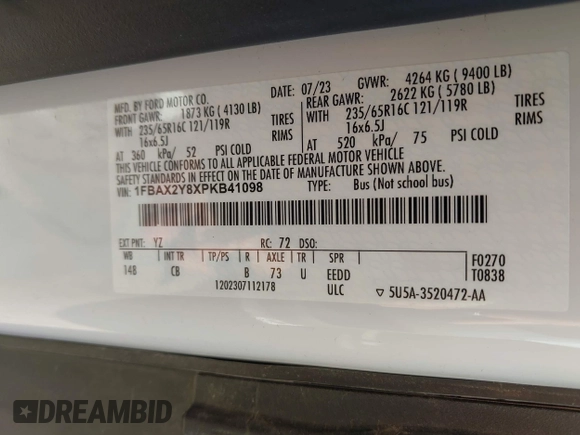 MFD. BY FORD MOTOR CO. DATE: 07/23 GVWR: 4264 KG ( 9400 LB)
FRONT GAWR: 1873 KG ( 4130 LB) REAR GAWR: 2622 KG ( 5780 LB)
WITH 235/65R16C 121/119R TIRES WITH 235/65R16C 121/119R TIRES
16x6.5J RIMS 16x6.5J RIMS
AT 360 kPa/ 52 PSI COLD AT 520 kPa/ 75 PSI COLD
THIS VEHICLE CONFORMS TO ALL APPLICABLE FEDERAL MOTOR VEHICLE
SAFETY STANDARDS IN EFFECT ON THE DATE OF MANUFACTURE SHOWN ABOVE.
VIN: 1FBAX2Y8XPKB41098 TYPE: Bus (Not school bus)
EXT PNT: YZ RC: 72 DSO: F0270
WB INT TR TP/PS R AXLE TR SPR T0838
14B CB B 73 U EEDD
1202307112178 ULC ▽ 5U5A-3520472-AA
DREAMBID